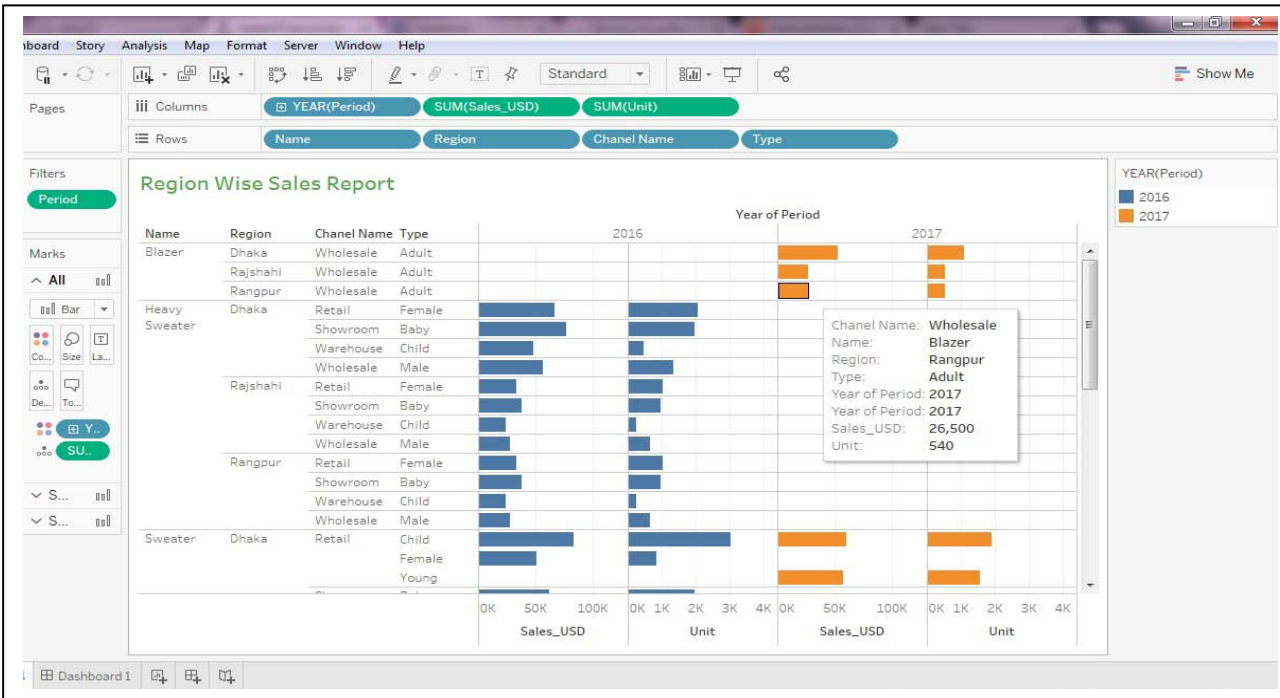 hboard Story Analysis Map Format Server Window Help
Standard
Show Me
Pages
iii Columns
YEAR(Period) SUM(Sales_USD) SUM(Unit)
Rows
Name Region Chanel Name Type
Filters
Period
Marks
All
Bar
Co... Size La...
De... To...
Y..
SU..
S...
S...
Region Wise Sales Report
Year of Period
Name Region Chanel Name Type 2016 2017
Blazer Dhaka Wholesale Adult
Rajshahi Wholesale Adult
Rangpur Wholesale Adult
Heavy Sweater Dhaka Retail Female
Showroom Baby
Warehouse Child
Wholesale Male
Rajshahi Retail Female
Showroom Baby
Warehouse Child
Wholesale Male
Rangpur Retail Female
Showroom Baby
Warehouse Child
Wholesale Male
Sweater Dhaka Retail Child
Female
Young
0K 50K 100K 0K 1K 2K 3K 4K 0K 50K 100K 0K 1K 2K 3K 4K
Sales_USD Unit Sales_USD Unit
Chanel Name: Wholesale
Name: Blazer
Region: Rangpur
Type: Adult
Year of Period: 2017
Year of Period: 2017
Sales_USD: 26,500
Unit: 540
YEAR(Period)
2016
2017
Dashboard 1